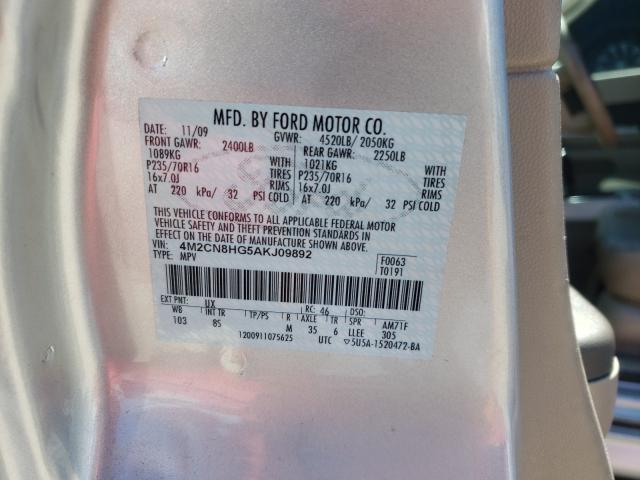 MFD. BY FORD MOTOR CO.
DATE: 11/09 GVWR: 4520LB/ 2050KG
FRONT GAWR: 2400LB REAR GAWR: 2250LB
1089KG 1021KG
P235/70R16 TIRES P235/70R16 TIRES
16x7.0J RIMS 16x7.0J RIMS
AT 220 kPa/ 32 PSI COLD AT 220 kPa/ 32 PSI COLD
THIS VEHICLE CONFORMS TO ALL APPLICABLE FEDERAL MOTOR
VEHICLE SAFETY, BUMPER, AND THEFT PREVENTION STANDARDS IN
EFFECT ON THE DATE OF MANUFACTURE SHOWN ABOVE.
VIN: 4M2CN8HG5AKJ09892 F0063
TYPE: MPV T0191
EXT PNT: UX RC: 46 DSO:
WB INT TR TP/PS R AXLE TR SPR AM71F
103 85 M 35 6 LLEE 305
1200911075625 UTC 5U5A-1520472-BA